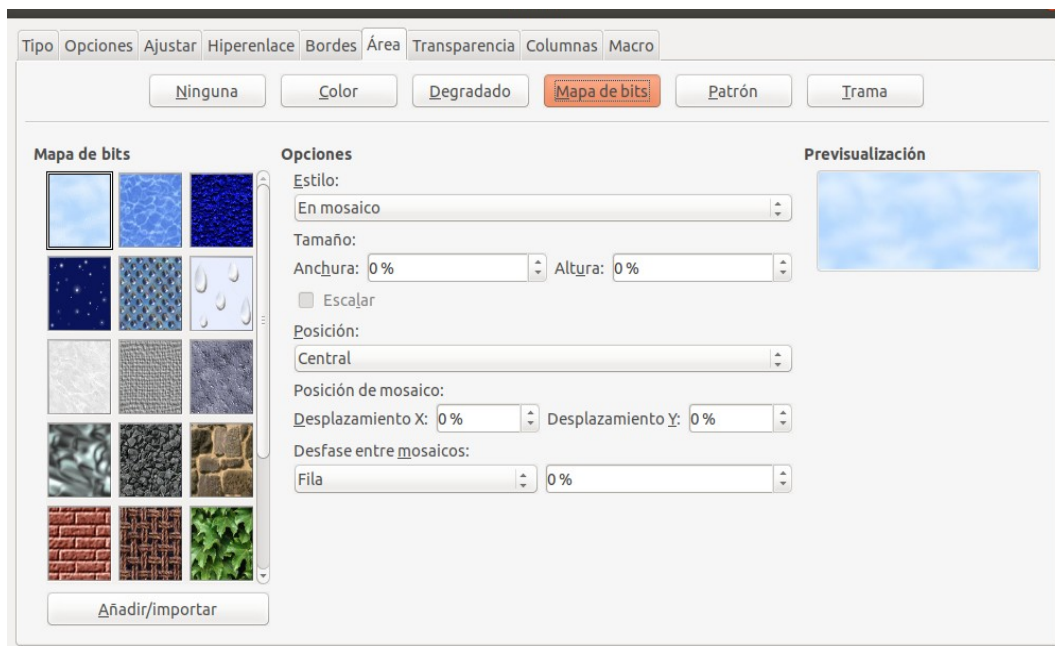 Tipo Opciones Ajustar Hiperenlace Bordes Área Transparencia Columnas Macro
Ninguna Color Degradado Mapa de bits Patrón Trama
Mapa de bits
Añadir/importar
Opciones
Estilo:
En mosaico
Tamaño:
Anchura: 0 % Altura: 0 %
Escalar
Posición:
Central
Posición de mosaico:
Desplazamiento X: 0 % Desplazamiento Y: 0 %
Desfase entre mosaicos:
Fila 0 %
Previsualización